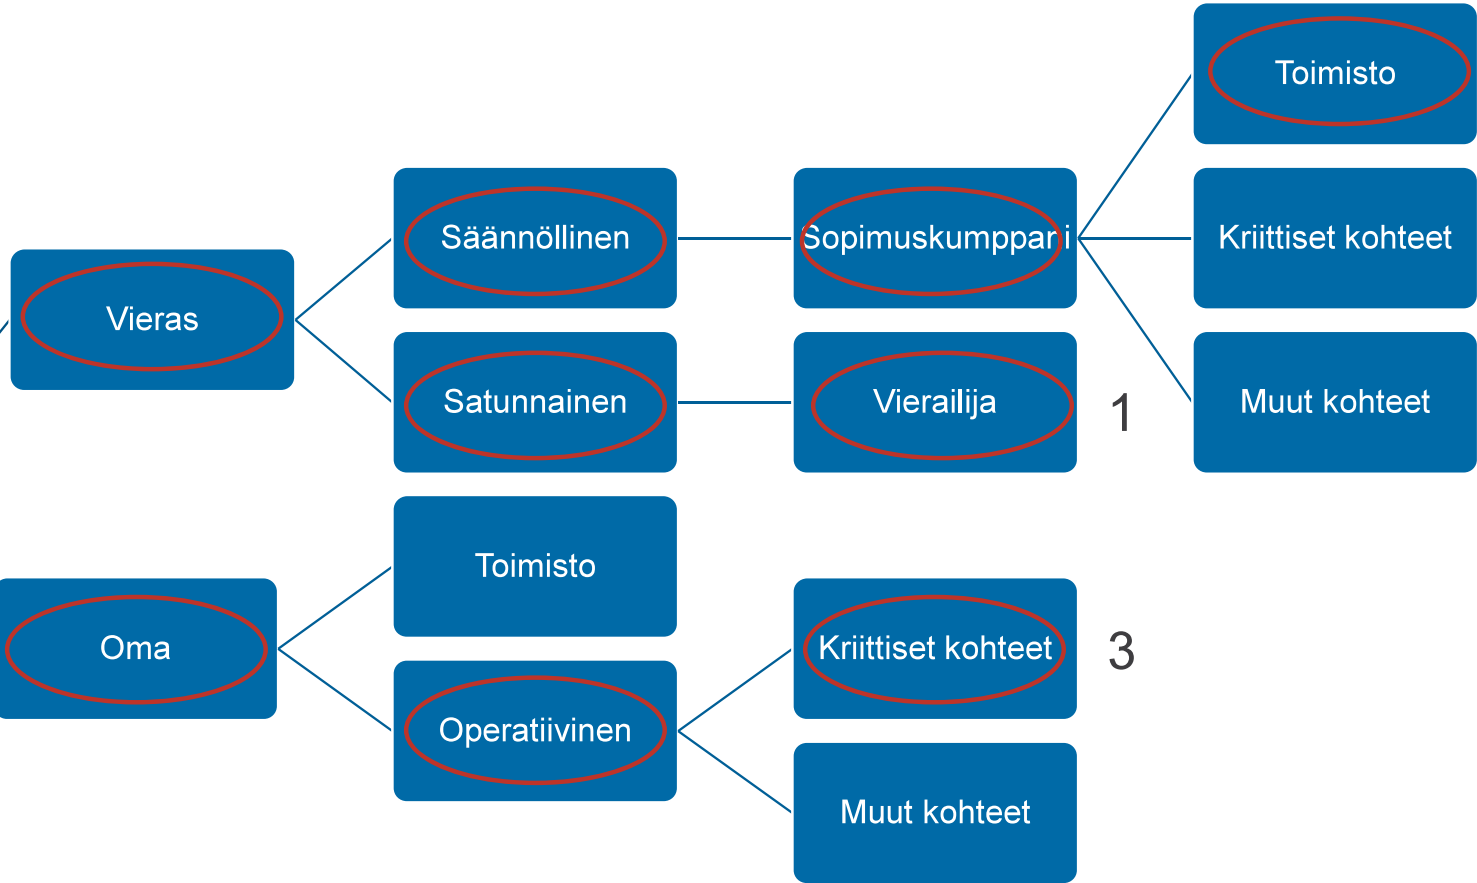 Toimisto
Säännöllinen
Sopimuskumppani
Kriittiset kohteet
Vieras
Satunnainen
Vierailija
1
Muut kohteet
Toimisto
Oma
Kriittiset kohteet
3
Operatiivinen
Muut kohteet